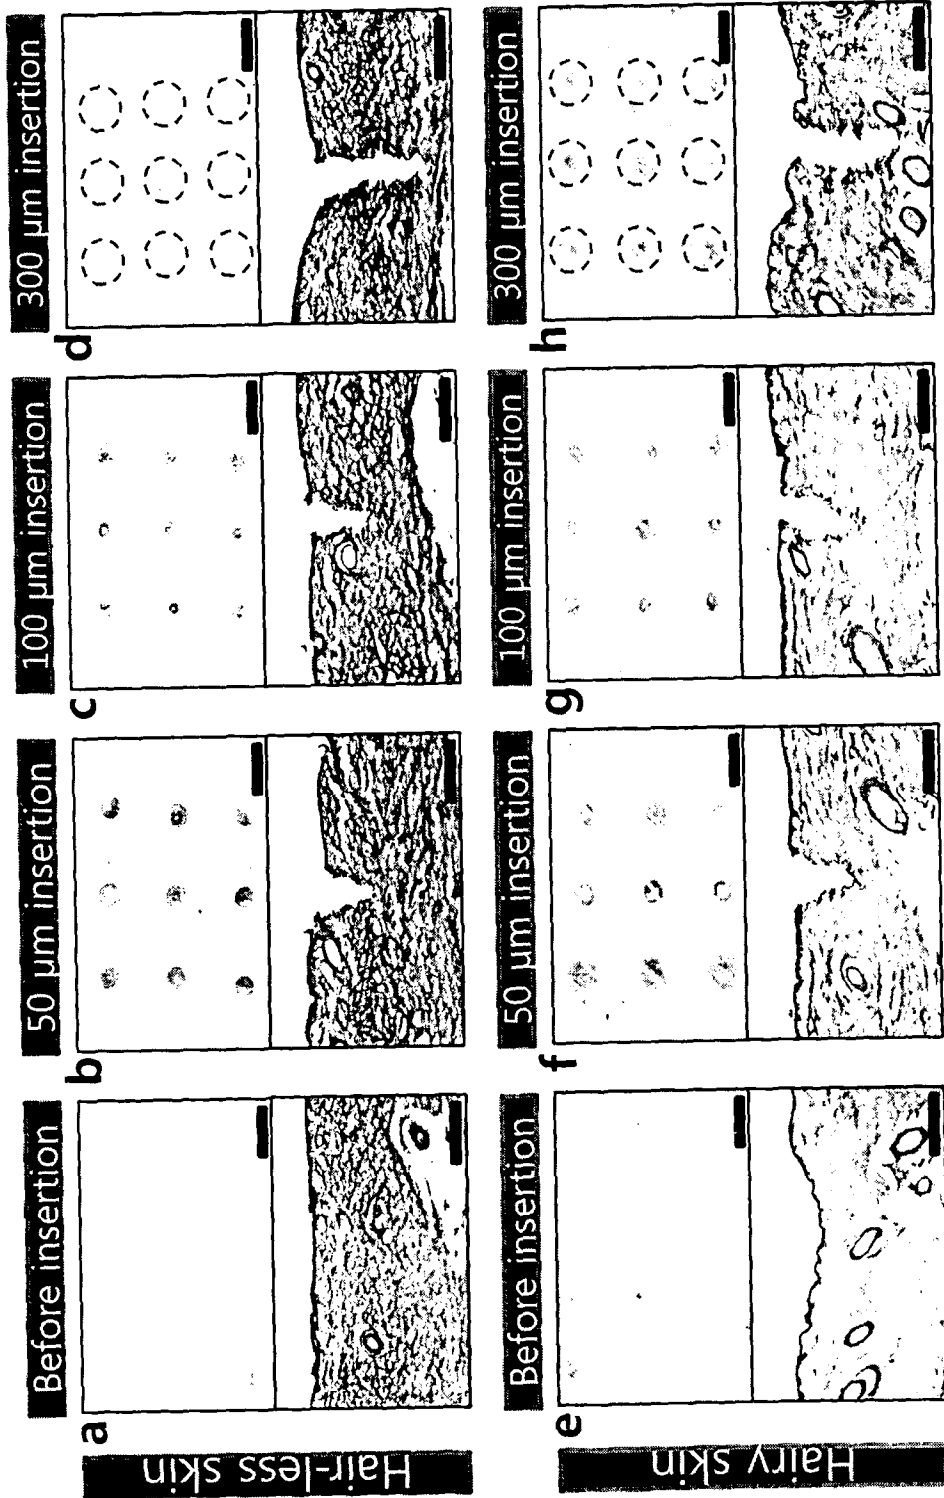 Hair-less skin
Before insertion
a
50 µm insertion
b
100 µm insertion
c
300 µm insertion
d
Hairy skin
Before insertion
e
50 µm insertion
f
100 µm insertion
g
300 µm insertion
h